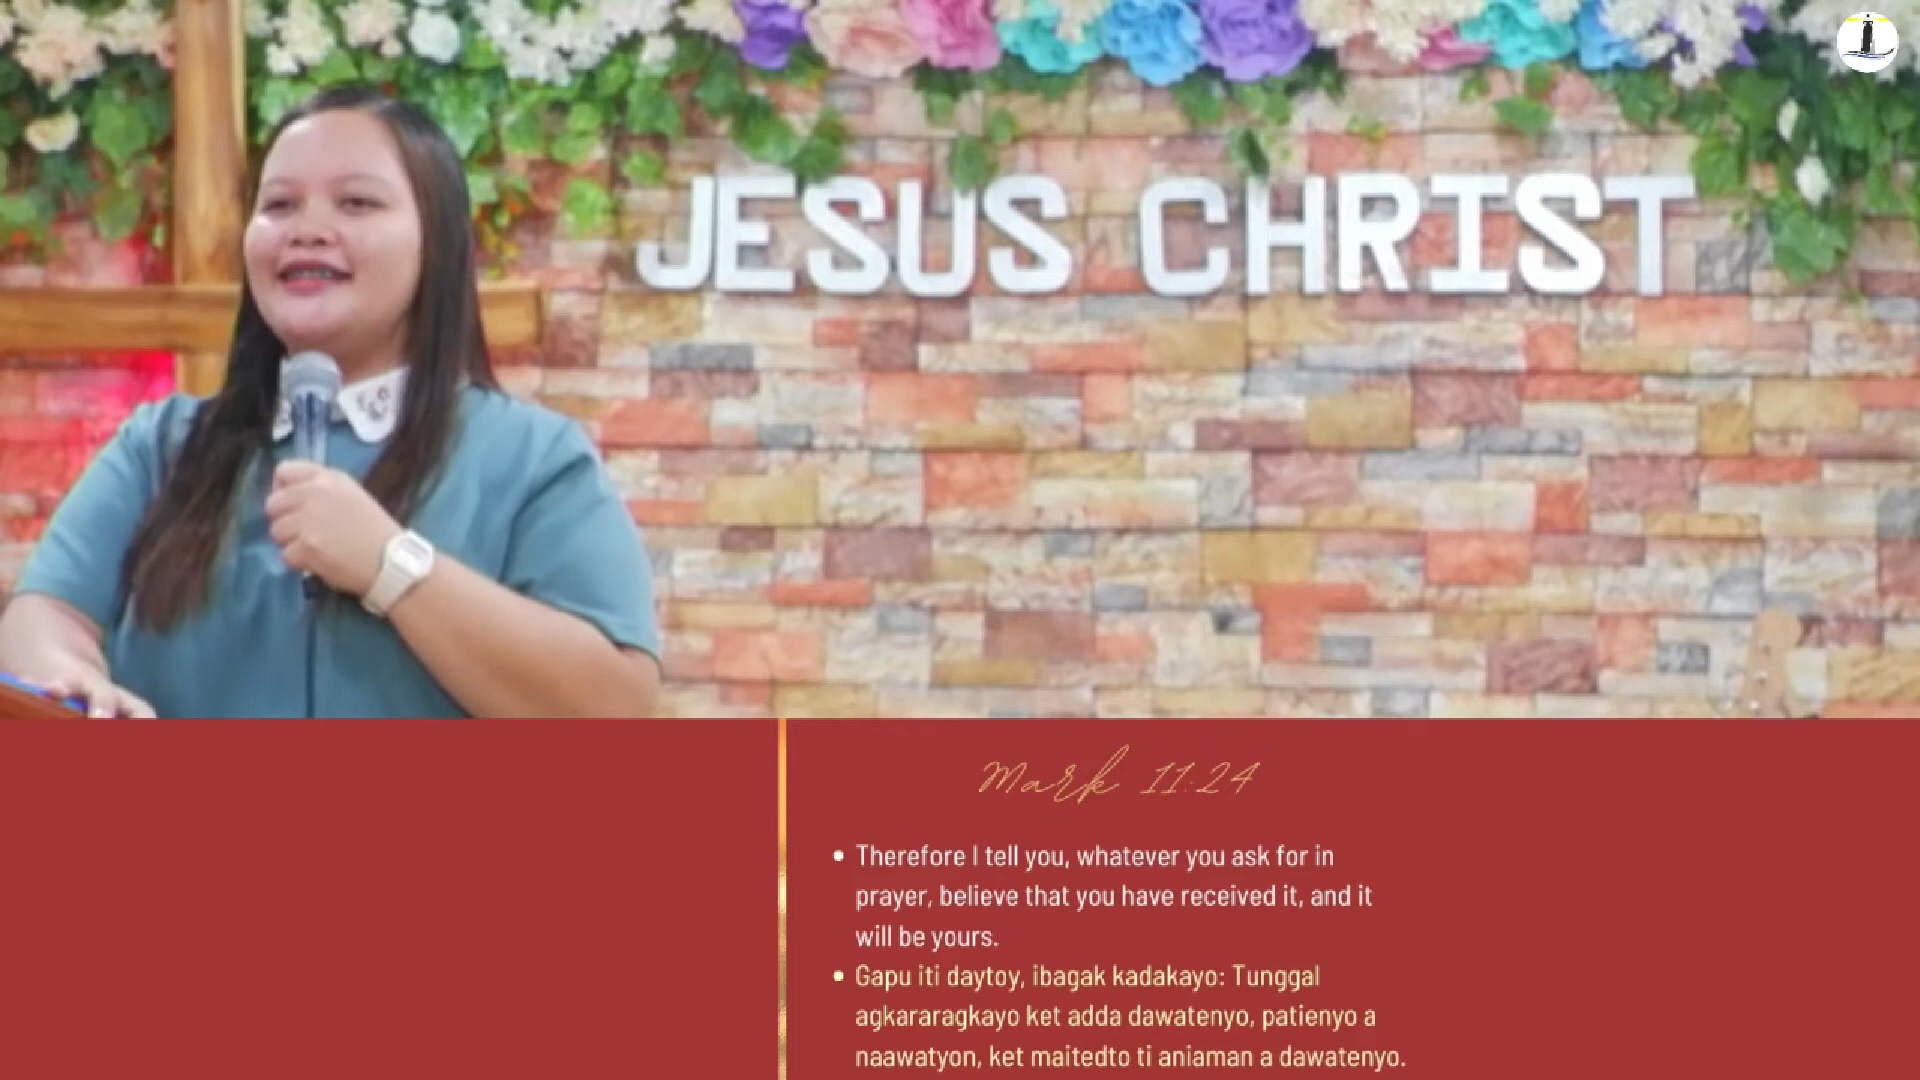 JESUS CHRIST
Mark 11:24
• Therefore I tell you, whatever you ask for in
prayer, believe that you have received it, and it
will be yours.
• Gapu iti daytoy, ibagak kadakayo: Tunggal
agkararagkayo ket adda dawatenyo, patienyo a
naawatyon, ket maitedto ti aniaman a dawatenyo.